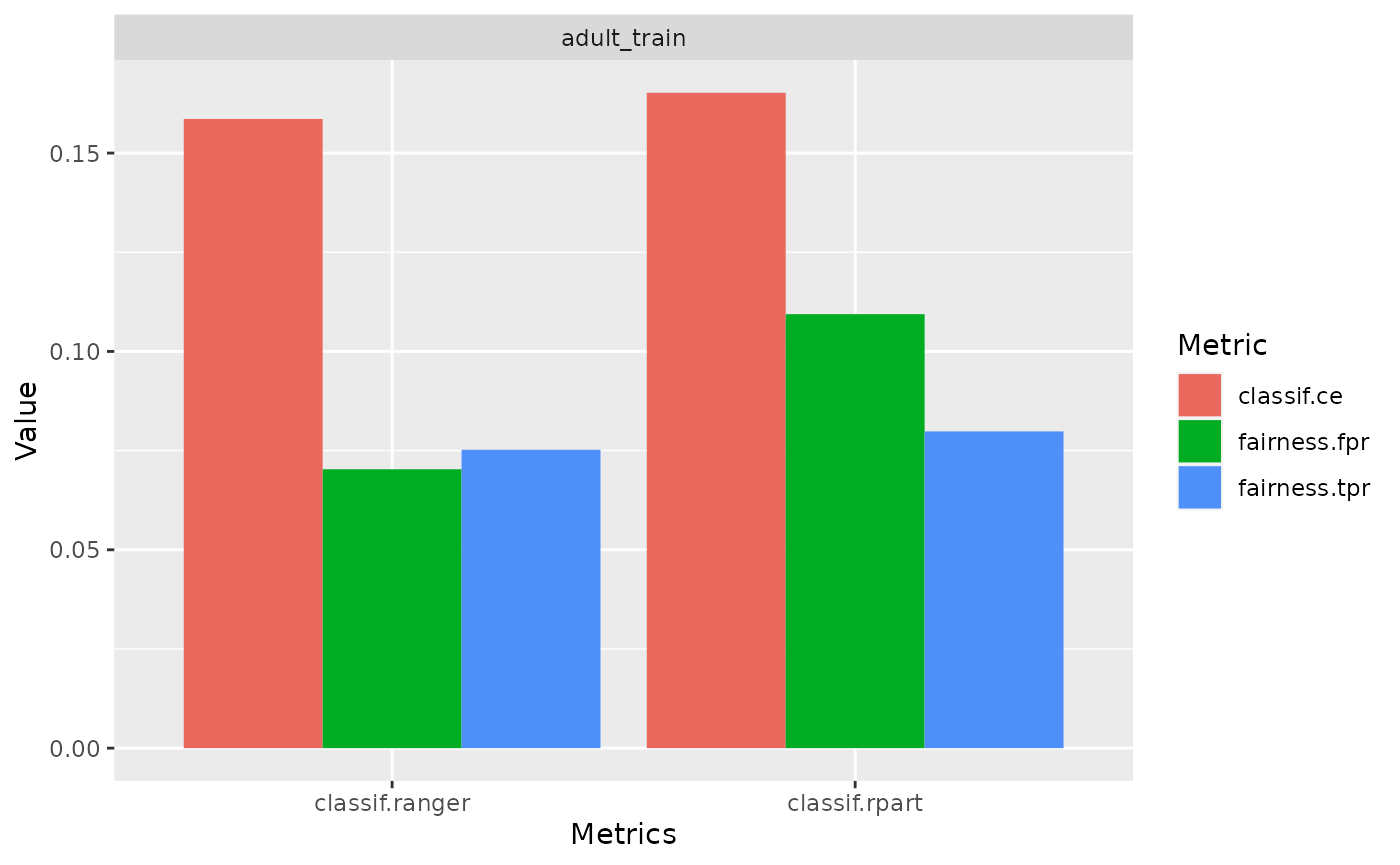 adult_train
Value
0.15
0.10
0.05
0.00
classif.ranger
classif.rpart
Metrics
Metric
classif.ce
fairness.fpr
fairness.tpr